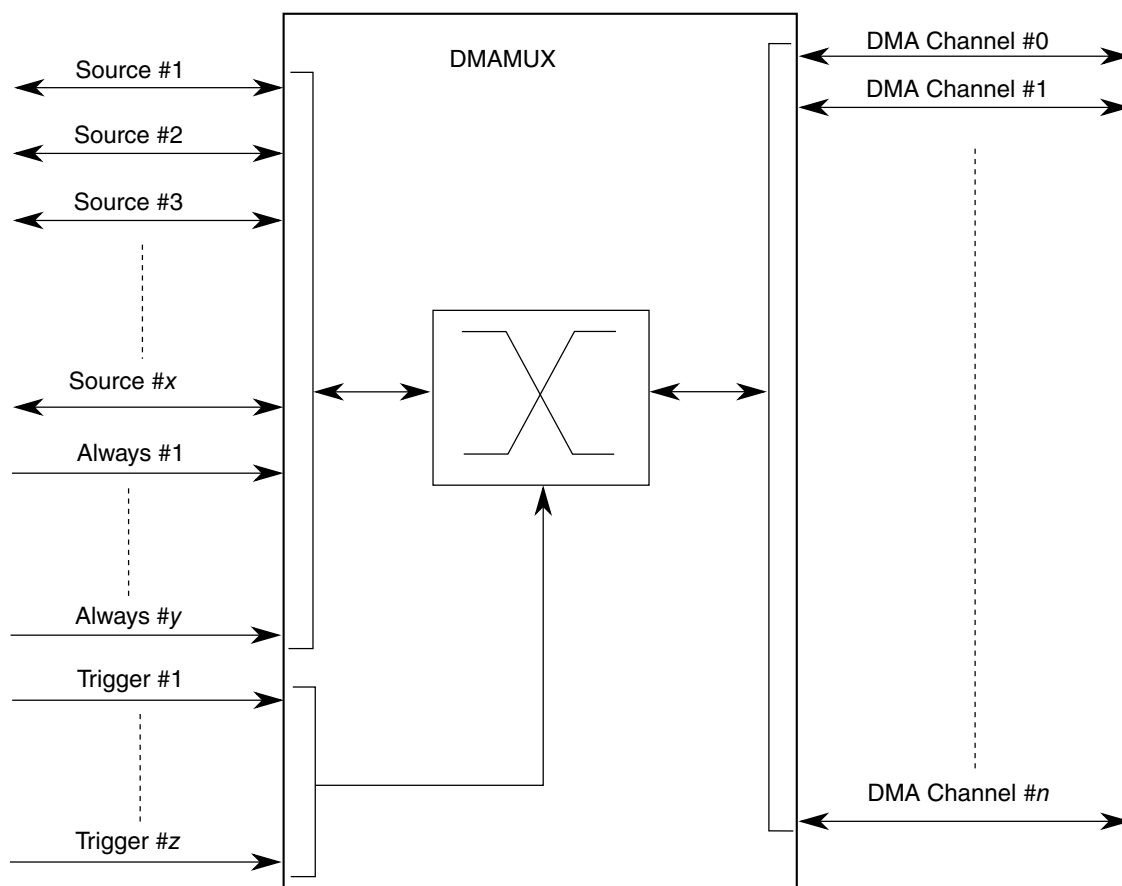 DMAMUX
Source #1
Source #2
Source #3
Source #x
Always #1
Always #y
Trigger #1
Trigger #z
DMA Channel #0
DMA Channel #1
DMA Channel #n